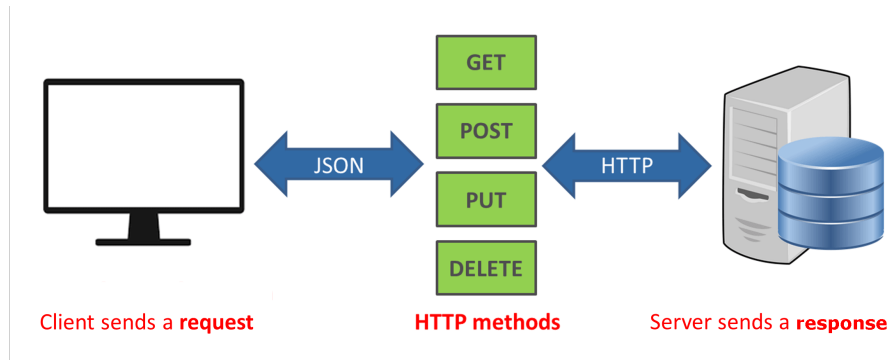 GET
POST
JSON
HTTP
PUT
DELETE
Client sends a request
HTTP methods
Server sends a response